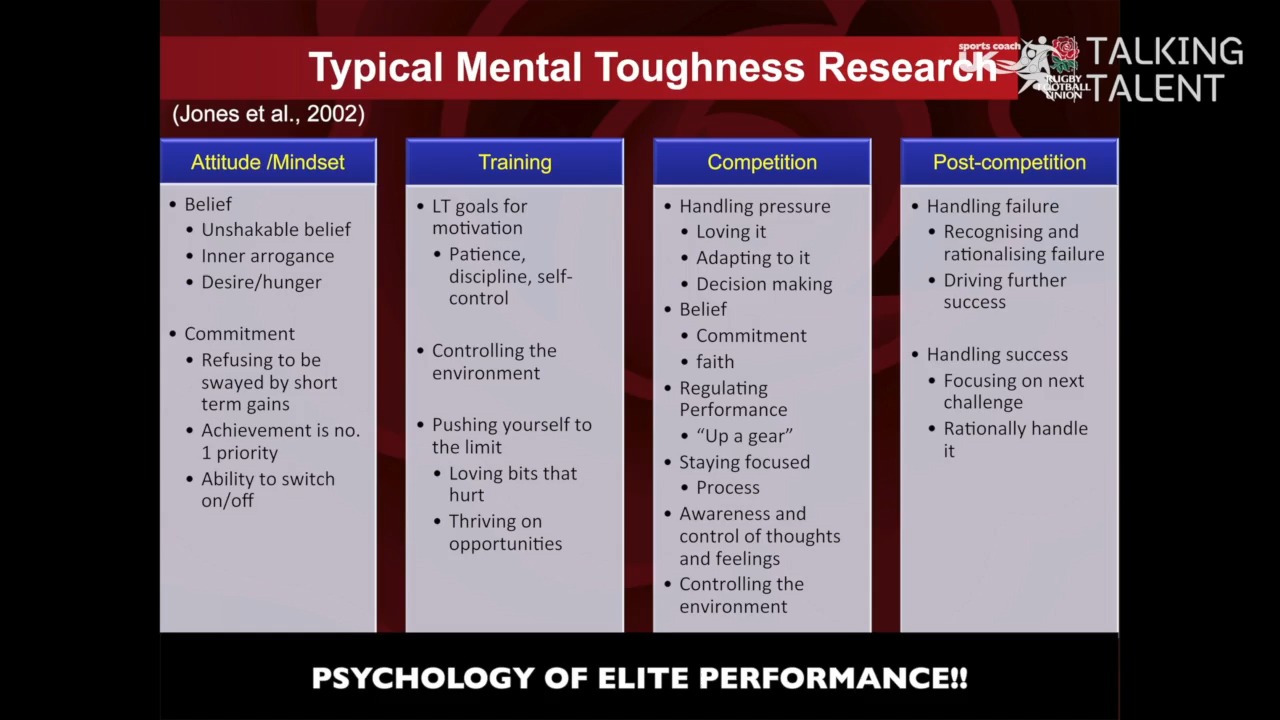 Typical Mental Toughness Research
sports coach
UK
RUGBY
FOOTBALL
UNION
TALKING
TALENT
(Jones et al., 2002)
Attitude /Mindset
• Belief
• Unshakable belief
• Inner arrogance
• Desire/hunger
• Commitment
• Refusing to be
swayed by short
term gains
• Achievement is no.
1 priority
• Ability to switch
on/off
Training
• LT goals for
motivation
• Patience,
discipline, self-
control
• Controlling the
environment
• Pushing yourself to
the limit
• Loving bits that
hurt
• Thriving on
opportunities
Competition
• Handling pressure
• Loving it
• Adapting to it
• Decision making
• Belief
• Commitment
• faith
• Regulating
Performance
• “Up a gear”
• Staying focused
• Process
• Awareness and
control of thoughts
and feelings
• Controlling the
environment
Post-competition
• Handling failure
• Recognising and
rationalising failure
• Driving further
success
• Handling success
• Focusing on next
challenge
• Rationally handle
it
PSYCHOLOGY OF ELITE PERFORMANCE!!